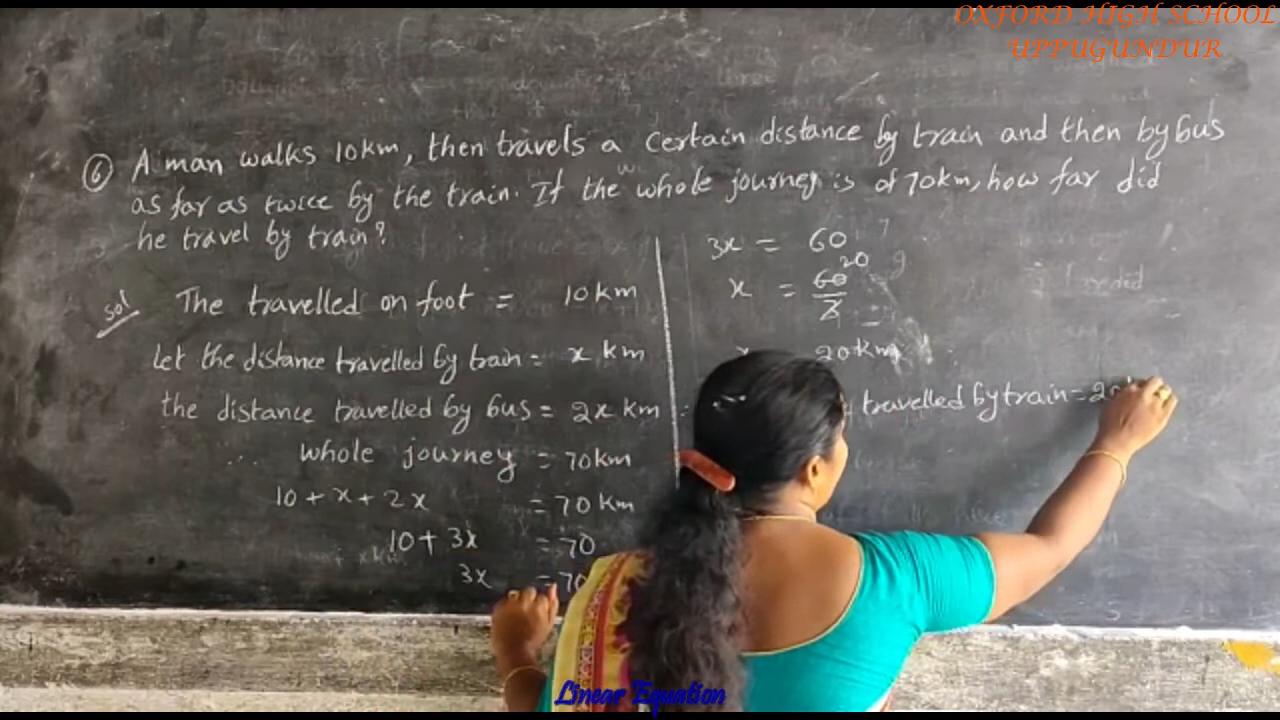 OXFORD HIGH SCHOOL
UPPUGUNDUR
6 A man walks 10km, then travels a certain distance by train and then by bus
as far as twice by the train. If the whole journey is of 70km, how far did
he travel by train?
Sol
The travelled on foot = 10km
Let the distance travelled by train = x km
the distance travelled by bus = 2x km
∴ whole journey = 70km
10 + x + 2x = 70 km
10 + 3x = 70
3x = 70
3x = 60
x = 60/3 20
20 km
travelled by train = 20
Linear Equation